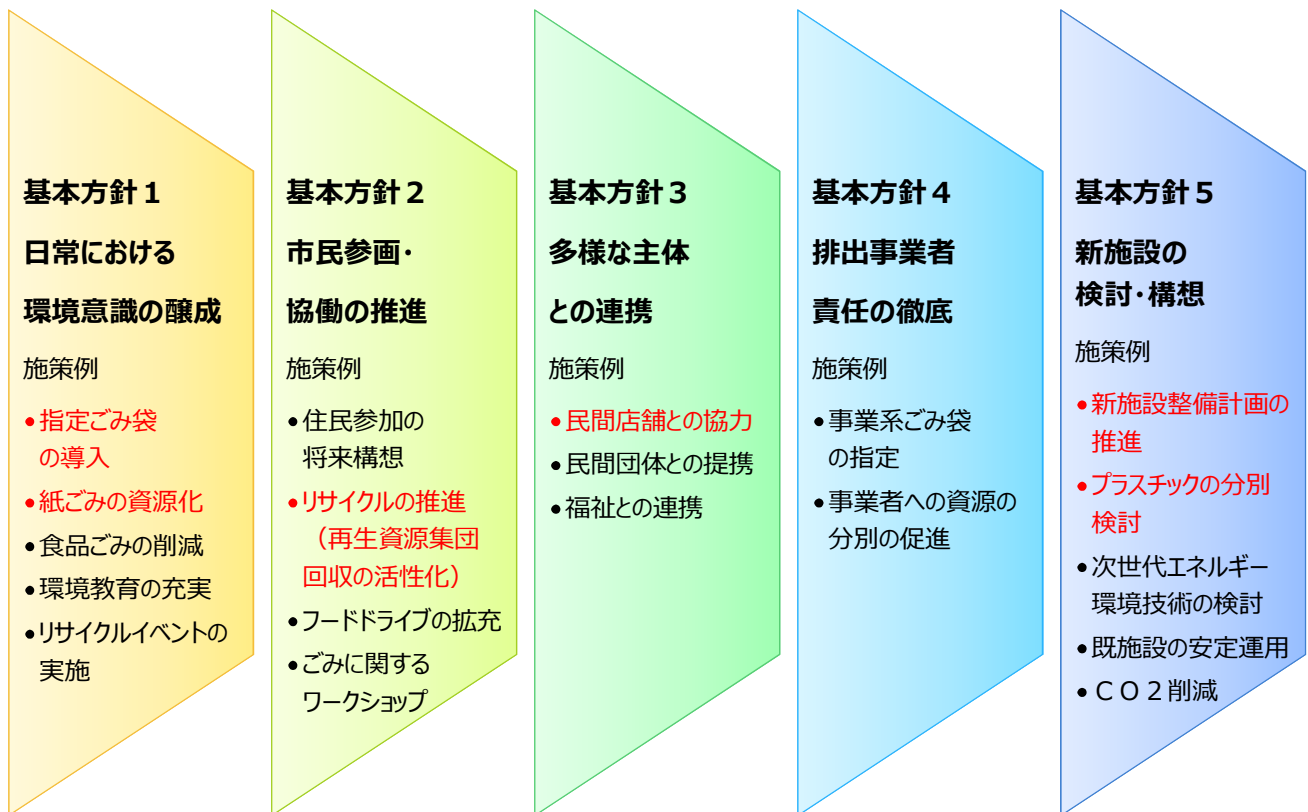 基本方針１
日常における
環境意識の醸成
施策例
●指定ごみ袋
の導入
●紙ごみの資源化
●食品ごみの削減
●環境教育の充実
●リサイクルイベントの
実施
基本方針２
市民参画・
協働の推進
施策例
●住民参加の
将来構想
●リサイクルの推進
（再生資源集団
回収の活性化）
●フードドライブの拡充
●ごみに関する
ワークショップ
基本方針３
多様な主体
との連携
施策例
●民間店舗との協力
●民間団体との提携
●福祉との連携
基本方針４
排出事業者
責任の徹底
施策例
●事業系ごみ袋
の指定
●事業者への資源の
分別の促進
基本方針５
新施設の
検討・構想
施策例
●新施設整備計画の
推進
●プラスチックの分別
検討
●次世代エネルギー
環境技術の検討
●既施設の安定運用
●ＣＯ２削減